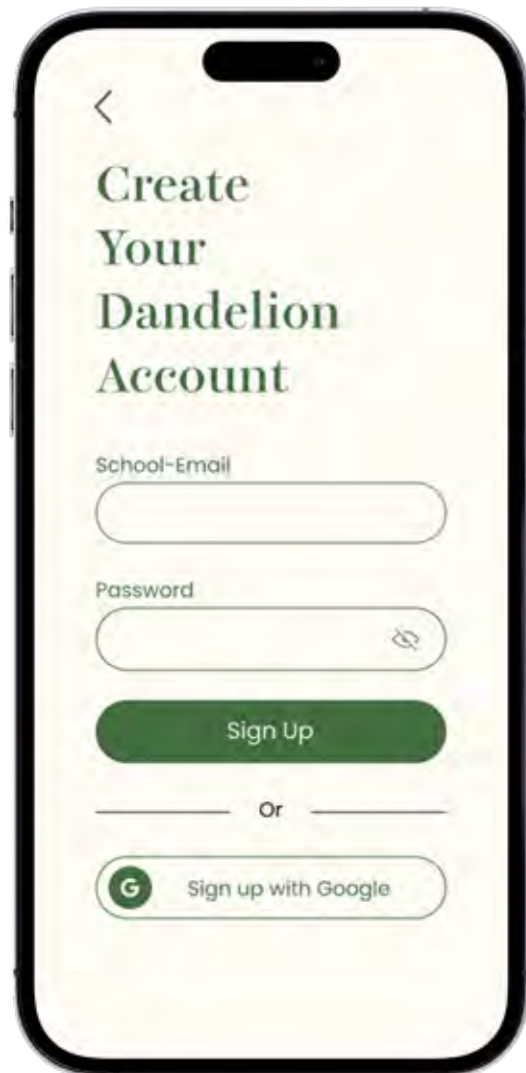 Create
Your
Dandelion
Account
School-Email
Password
Sign Up
Or
G Sign up with Google